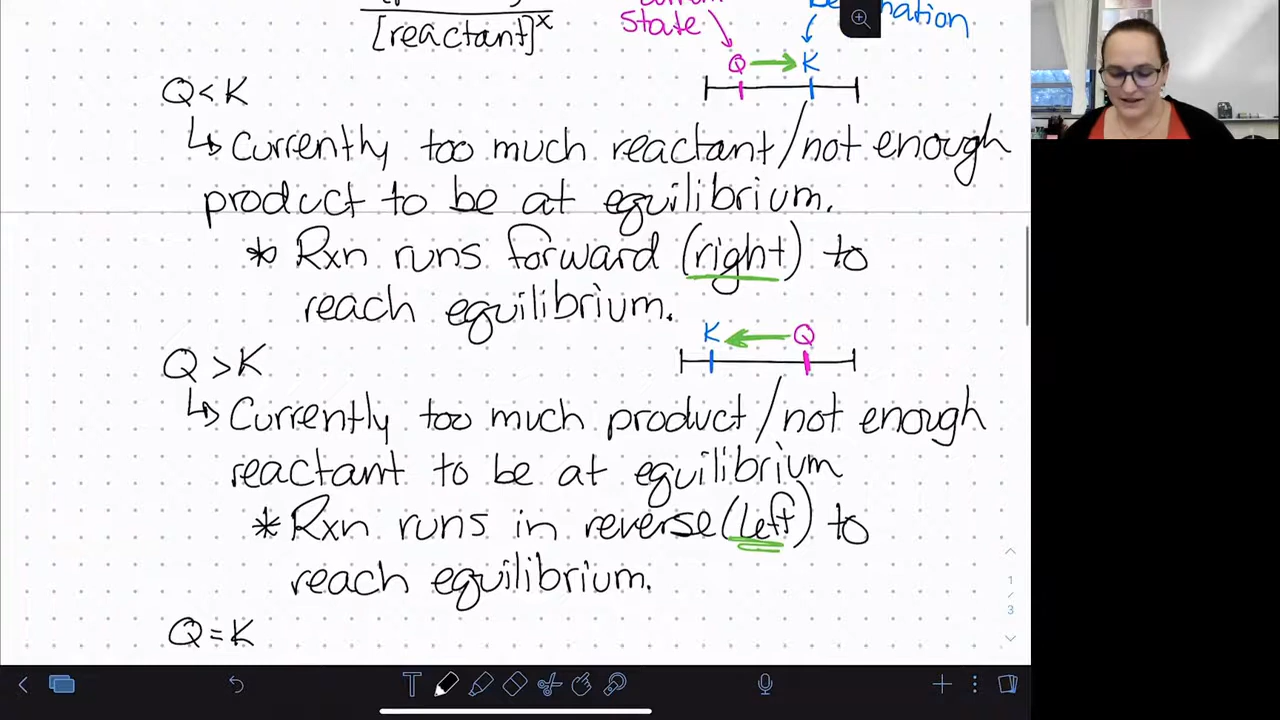 [reactant]ˣ
state
Q → K
Q < K
↳ Currently too much reactant/not enough
product to be at equilibrium.
* Rxn runs forward (right) to
reach equilibrium.
K ← Q
Q > K
↳ Currently too much product/not enough
reactant to be at equilibrium
* Rxn runs in reverse (left) to
reach equilibrium.
Q = K
1
/
3
T